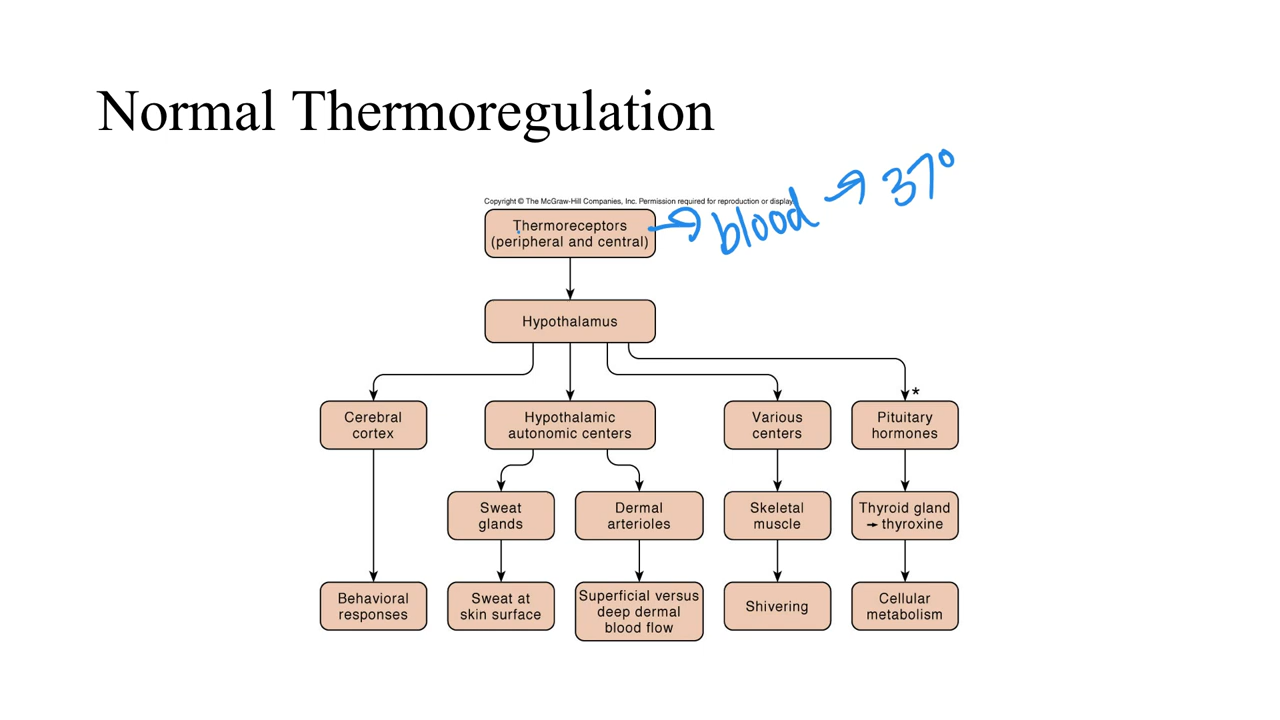 Normal Thermoregulation
Copyright © The McGraw-Hill Companies, Inc. Permission required for reproduction or display.
Thermoreceptors
(peripheral and central)
→ blood → 37°
Hypothalamus
*
Cerebral
cortex
Hypothalamic
autonomic centers
Various
centers
Pituitary
hormones
Sweat
glands
Dermal
arterioles
Skeletal
muscle
Thyroid gland
→ thyroxine
Behavioral
responses
Sweat at
skin surface
Superficial versus
deep dermal
blood flow
Shivering
Cellular
metabolism